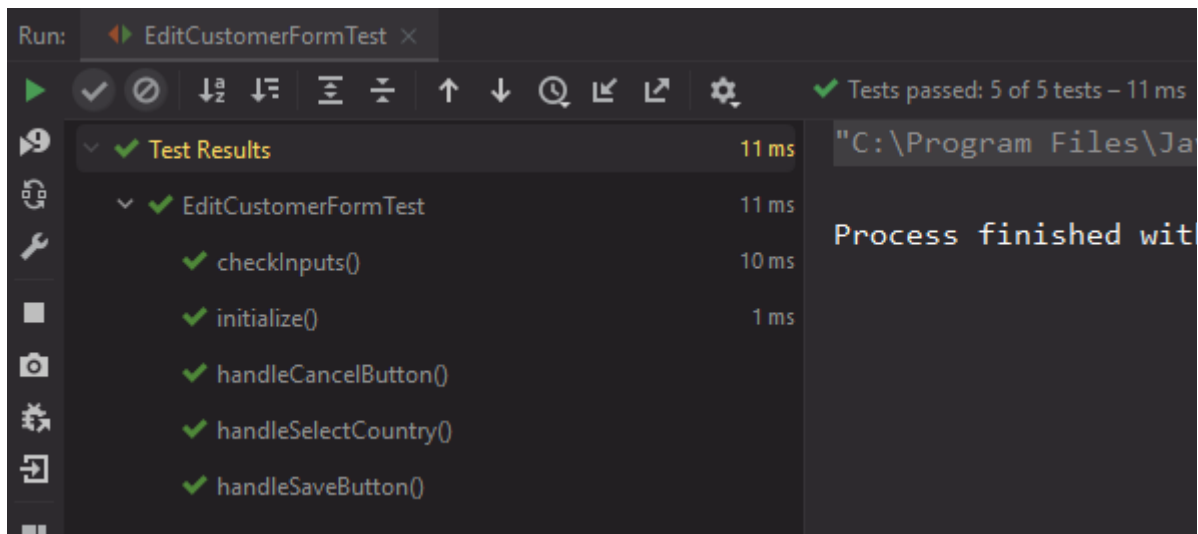 Run: EditCustomerFormTest
Tests passed: 5 of 5 tests – 11 ms
Test Results 11 ms
"C:\Program Files\Ja
EditCustomerFormTest 11 ms
Process finished with
checkInputs() 10 ms
initialize() 1 ms
handleCancelButton()
handleSelectCountry()
handleSaveButton()